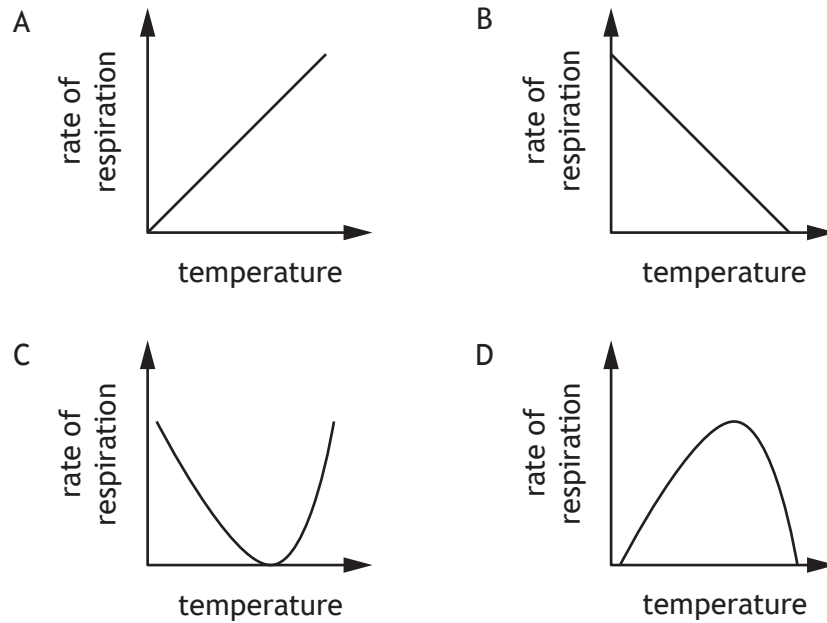 A
rate of
respiration
temperature
B
rate of
respiration
temperature
C
rate of
respiration
temperature
D
rate of
respiration
temperature